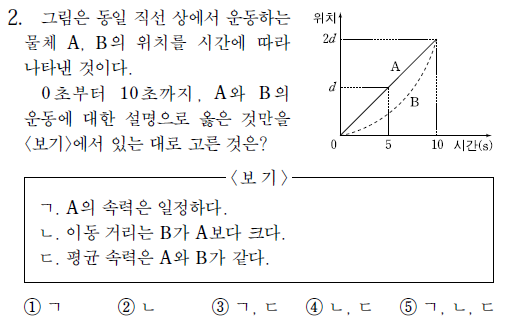 2. 그림은 동일 직선 상에서 운동하는
물체 A, B의 위치를 시간에 따라
나타낸 것이다.
0초부터 10초까지, A와 B의
운동에 대한 설명으로 옳은 것만을
<보기>에서 있는 대로 고른 것은?
위치
2d
A
d
B
0 5 10 시간(s)
<보 기>
ㄱ. A의 속력은 일정하다.
ㄴ. 이동 거리는 B가 A보다 크다.
ㄷ. 평균 속력은 A와 B가 같다.
① ㄱ ② ㄴ ③ ㄱ, ㄷ ④ ㄴ, ㄷ ⑤ ㄱ, ㄴ, ㄷ